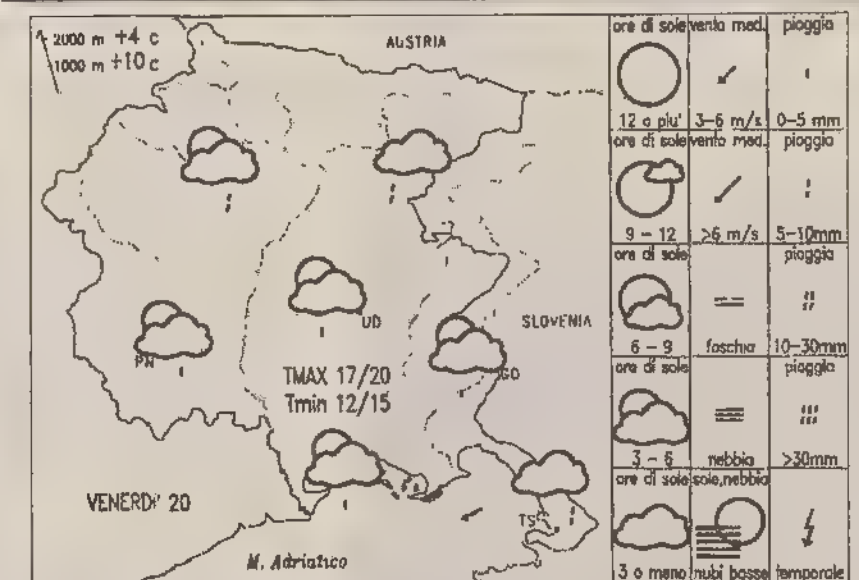 2000 m +4 c
1000 m +10 c
AUSTRIA
UD
SLOVENIA
PN
GO
TMAX 17/20
Tmin 12/15
VENERDI' 20
TS
M. Adriatico
ore di sole vento med. pioggia
12 o piu' 3-6 m/s 0-5 mm
ore di sole vento med. pioggia
9 - 12 >6 m/s 5-10mm
ore di sole pioggia
6 - 9 foschia 10-30mm
ore di sole pioggia
3 - 6 nebbia >30mm
ore di sole sole,nebbia
3 o meno nubi basse temporale